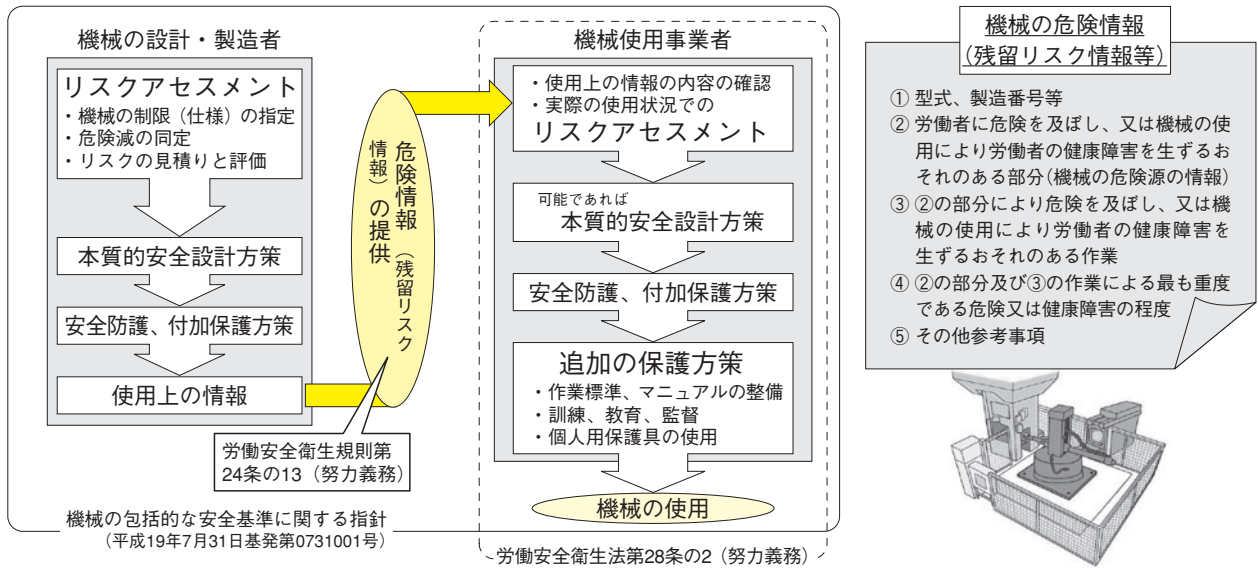 機械の設計・製造者
リスクアセスメント
・機械の制限（仕様）の指定
・危険減の同定
・リスクの見積りと評価
本質的安全設計方策
安全防護、付加保護方策
使用上の情報
危険情報（残留リスク
情報）の提供
労働安全衛生規則第
24条の13（努力義務）
機械の包括的な安全基準に関する指針
（平成19年7月31日基発第0731001号）
機械使用事業者
・使用上の情報の内容の確認
・実際の使用状況での
リスクアセスメント
可能であれば
本質的安全設計方策
安全防護、付加保護方策
追加の保護方策
・作業標準、マニュアルの整備
・訓練、教育、監督
・個人用保護具の使用
機械の使用
労働安全衛生法第28条の2（努力義務）
機械の危険情報
（残留リスク情報等）
① 型式、製造番号等
② 労働者に危険を及ぼし、又は機械の使
用により労働者の健康障害を生ずるお
それのある部分（機械の危険源の情報）
③ ②の部分により危険を及ぼし、又は機
械の使用により労働者の健康障害を
生ずるおそれのある作業
④ ②の部分及び③の作業による最も重度
である危険又は健康障害の程度
⑤ その他参考事項